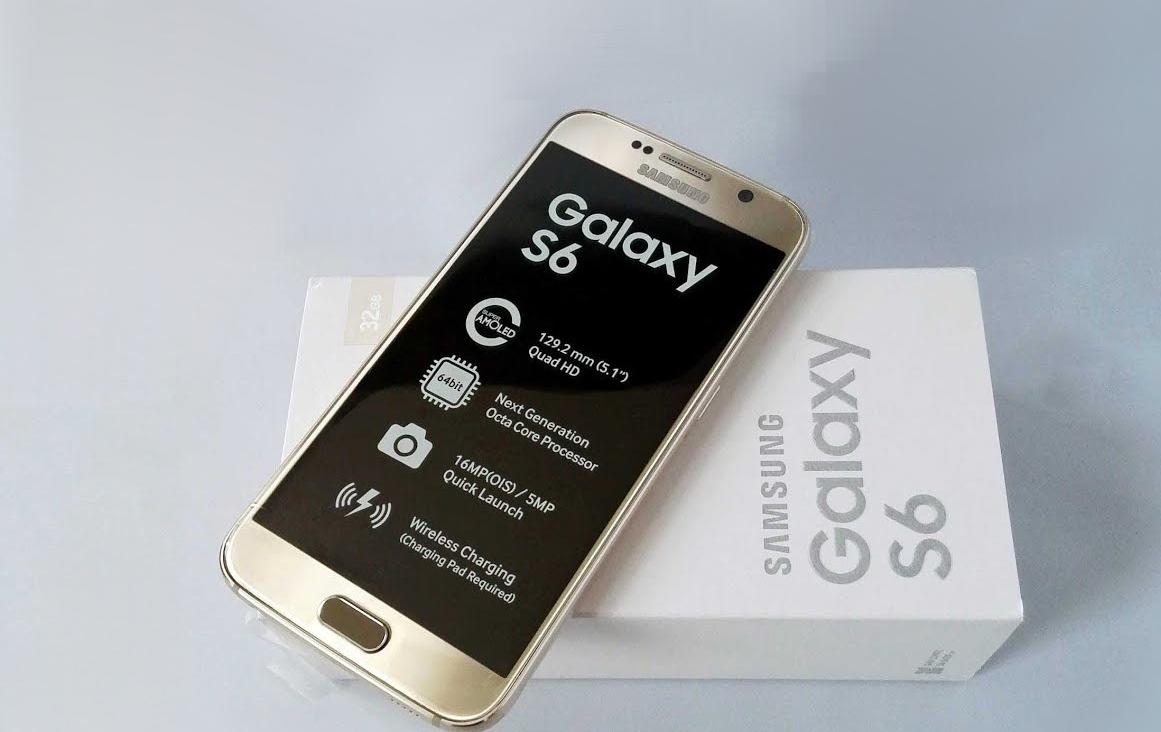 SAMSUNG
Galaxy
S6
SUPER
AMOLED
129.2 mm (5.1")
Quad HD
64bit
Next Generation
Octa Core Processor
16MP(OIS) / 5MP
Quick Launch
Wireless Charging
(Charging Pad Required)
32GB
SAMSUNG
Galaxy
S6